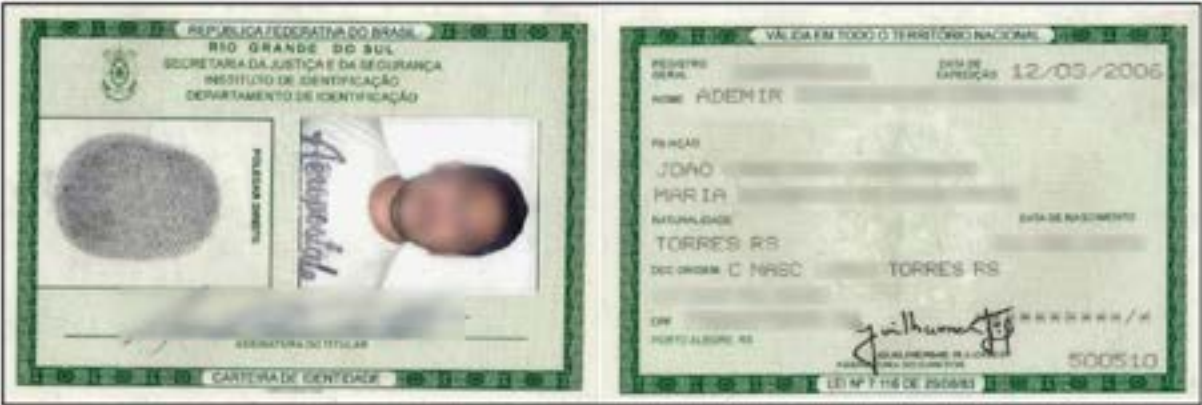 REPÚBLICA FEDERATIVA DO BRASIL
RIO GRANDE DO SUL
SECRETARIA DA JUSTIÇA E DA SEGURANÇA
INSTITUTO DE IDENTIFICAÇÃO
DEPARTAMENTO DE IDENTIFICAÇÃO
POLEGAR DIREITO
ASSINATURA DO TITULAR
CARTEIRA DE IDENTIDADE
VÁLIDA EM TODO O TERRITÓRIO NACIONAL
REGISTRO GERAL DATA DE EXPEDIÇÃO 12/03/2006
NOME ADEMIR
FILIAÇÃO
JOAO
MARIA
NATURALIDADE DATA DE NASCIMENTO
TORRES RS
DOC ORIGEM C NASC TORRES RS
CPF
PORTO ALEGRE RS
500510
LEI Nº 7.116 DE 29/08/83